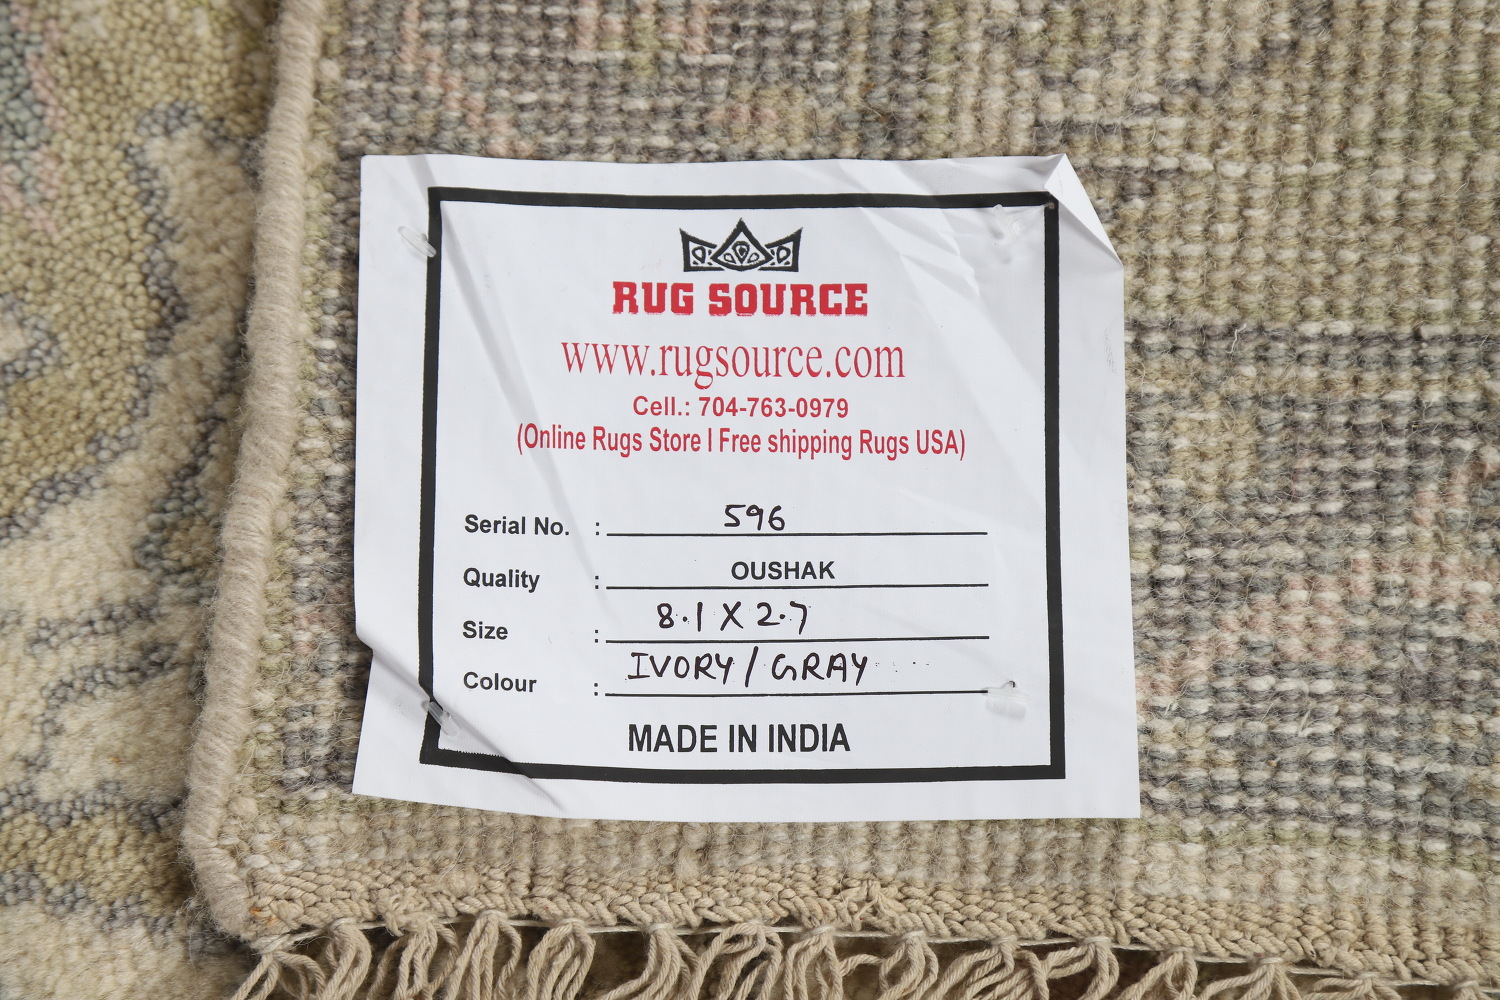 RUG SOURCE
www.rugsource.com
Cell.: 704-763-0979
(Online Rugs Store I Free shipping Rugs USA)
Serial No. : 596
Quality : OUSHAK
Size : 8.1 X 2.7
Colour : IVORY / GRAY
MADE IN INDIA